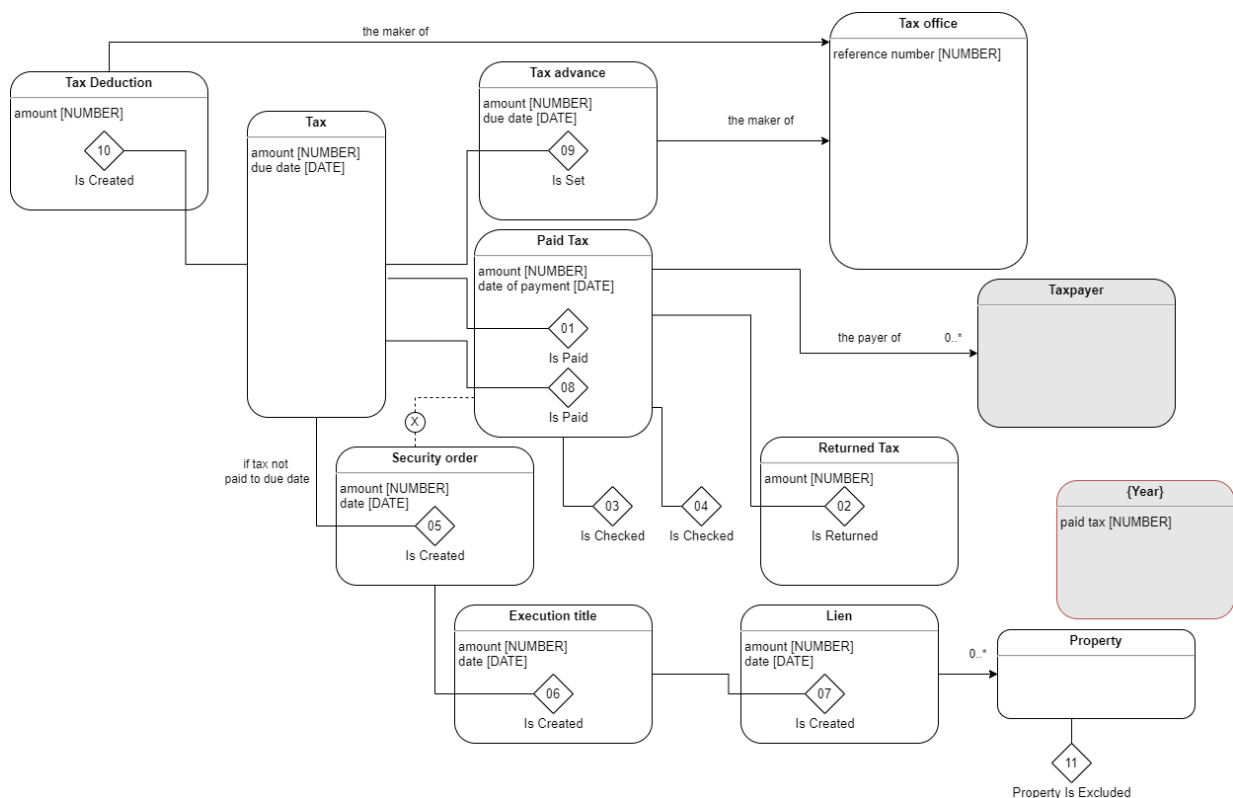 the maker of
Tax office
reference number [NUMBER]
Tax Deduction
amount [NUMBER]
10
Is Created
Tax
amount [NUMBER]
due date [DATE]
Tax advance
amount [NUMBER]
due date [DATE]
09
Is Set
the maker of
Paid Tax
amount [NUMBER]
date of payment [DATE]
01
Is Paid
08
Is Paid
Taxpayer
the payer of
0..*
X
if tax not
paid to due date
Security order
amount [NUMBER]
date [DATE]
05
Is Created
03
Is Checked
04
Is Checked
Returned Tax
amount [NUMBER]
02
Is Returned
{Year}
paid tax [NUMBER]
Execution title
amount [NUMBER]
date [DATE]
06
Is Created
Lien
amount [NUMBER]
date [DATE]
07
Is Created
0..*
Property
11
Property Is Excluded